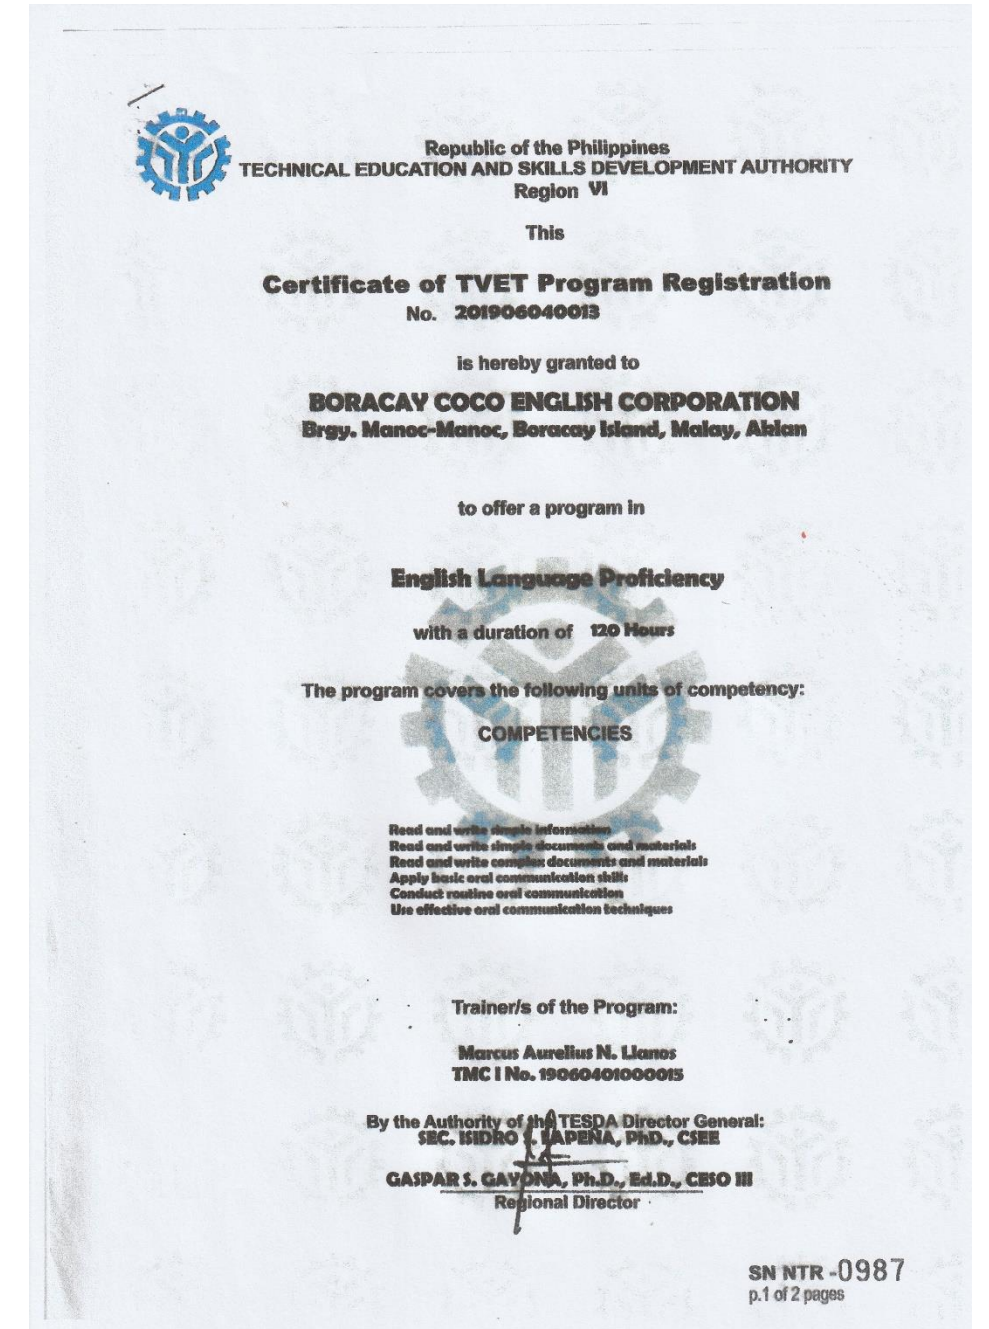 Republic of the Philippines
TECHNICAL EDUCATION AND SKILLS DEVELOPMENT AUTHORITY
Region VI
This
Certificate of TVET Program Registration
No. 201906040013
is hereby granted to
BORACAY COCO ENGLISH CORPORATION
Brgy. Manoc-Manoc, Boracay Island, Malay, Aklan
to offer a program in
English Language Proficiency
with a duration of 120 Hours
The program covers the following units of competency:
COMPETENCIES
Read and write simple information
Read and write simple documents and materials
Read and write complex documents and materials
Apply basic oral communication skills
Conduct routine oral communication
Use effective oral communication techniques
Trainer/s of the Program:
Marcus Aurelius N. Llanos
TMC I No. 19060401000015
By the Authority of the TESDA Director General:
SEC. ISIDRO S. LAPEÑA, PhD., CSEE
GASPAR S. GAYONA, Ph.D., Ed.D., CESO III
Regional Director
SN NTR -0987
p.1 of 2 pages